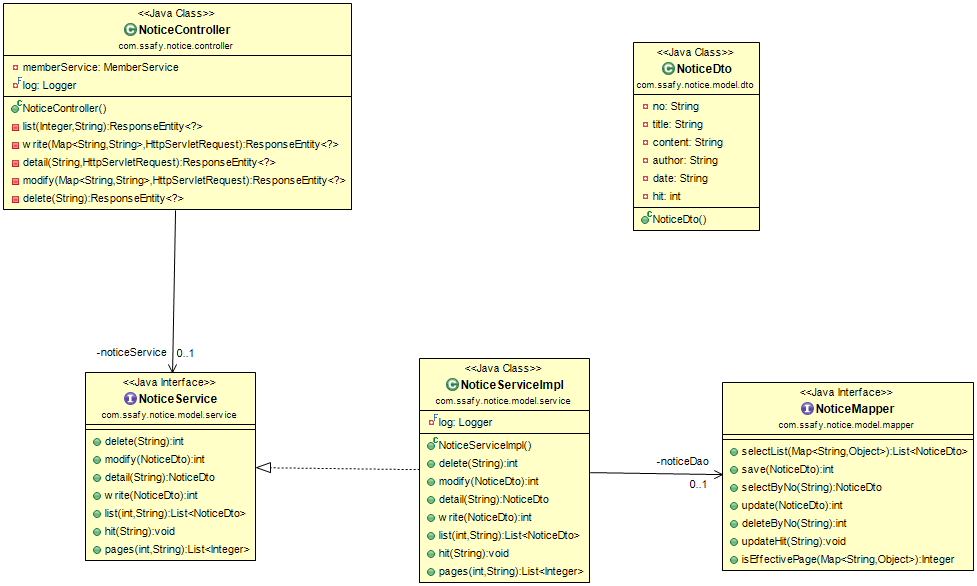 <<Java Class>>
NoticeController
com.ssafy.notice.controller
memberService: MemberService
log: Logger
NoticeController()
list(Integer,String):ResponseEntity<?>
write(Map<String,String>,HttpServletRequest):ResponseEntity<?>
detail(String,HttpServletRequest):ResponseEntity<?>
modify(Map<String,String>,HttpServletRequest):ResponseEntity<?>
delete(String):ResponseEntity<?>
<<Java Class>>
NoticeDto
com.ssafy.notice.model.dto
no: String
title: String
content: String
author: String
date: String
hit: int
NoticeDto()
-noticeService 0..1
<<Java Interface>>
NoticeService
com.ssafy.notice.model.service
delete(String):int
modify(NoticeDto):int
detail(String):NoticeDto
write(NoticeDto):int
list(int,String):List<NoticeDto>
hit(String):void
pages(int,String):List<Integer>
<<Java Class>>
NoticeServiceImpl
com.ssafy.notice.model.service
log: Logger
NoticeServiceImpl()
delete(String):int
modify(NoticeDto):int
detail(String):NoticeDto
write(NoticeDto):int
list(int,String):List<NoticeDto>
hit(String):void
pages(int,String):List<Integer>
-noticeDao
0..1
<<Java Interface>>
NoticeMapper
com.ssafy.notice.model.mapper
selectList(Map<String,Object>):List<NoticeDto>
save(NoticeDto):int
selectByNo(String):NoticeDto
update(NoticeDto):int
deleteByNo(String):int
updateHit(String):void
isEffectivePage(Map<String,Object>):Integer